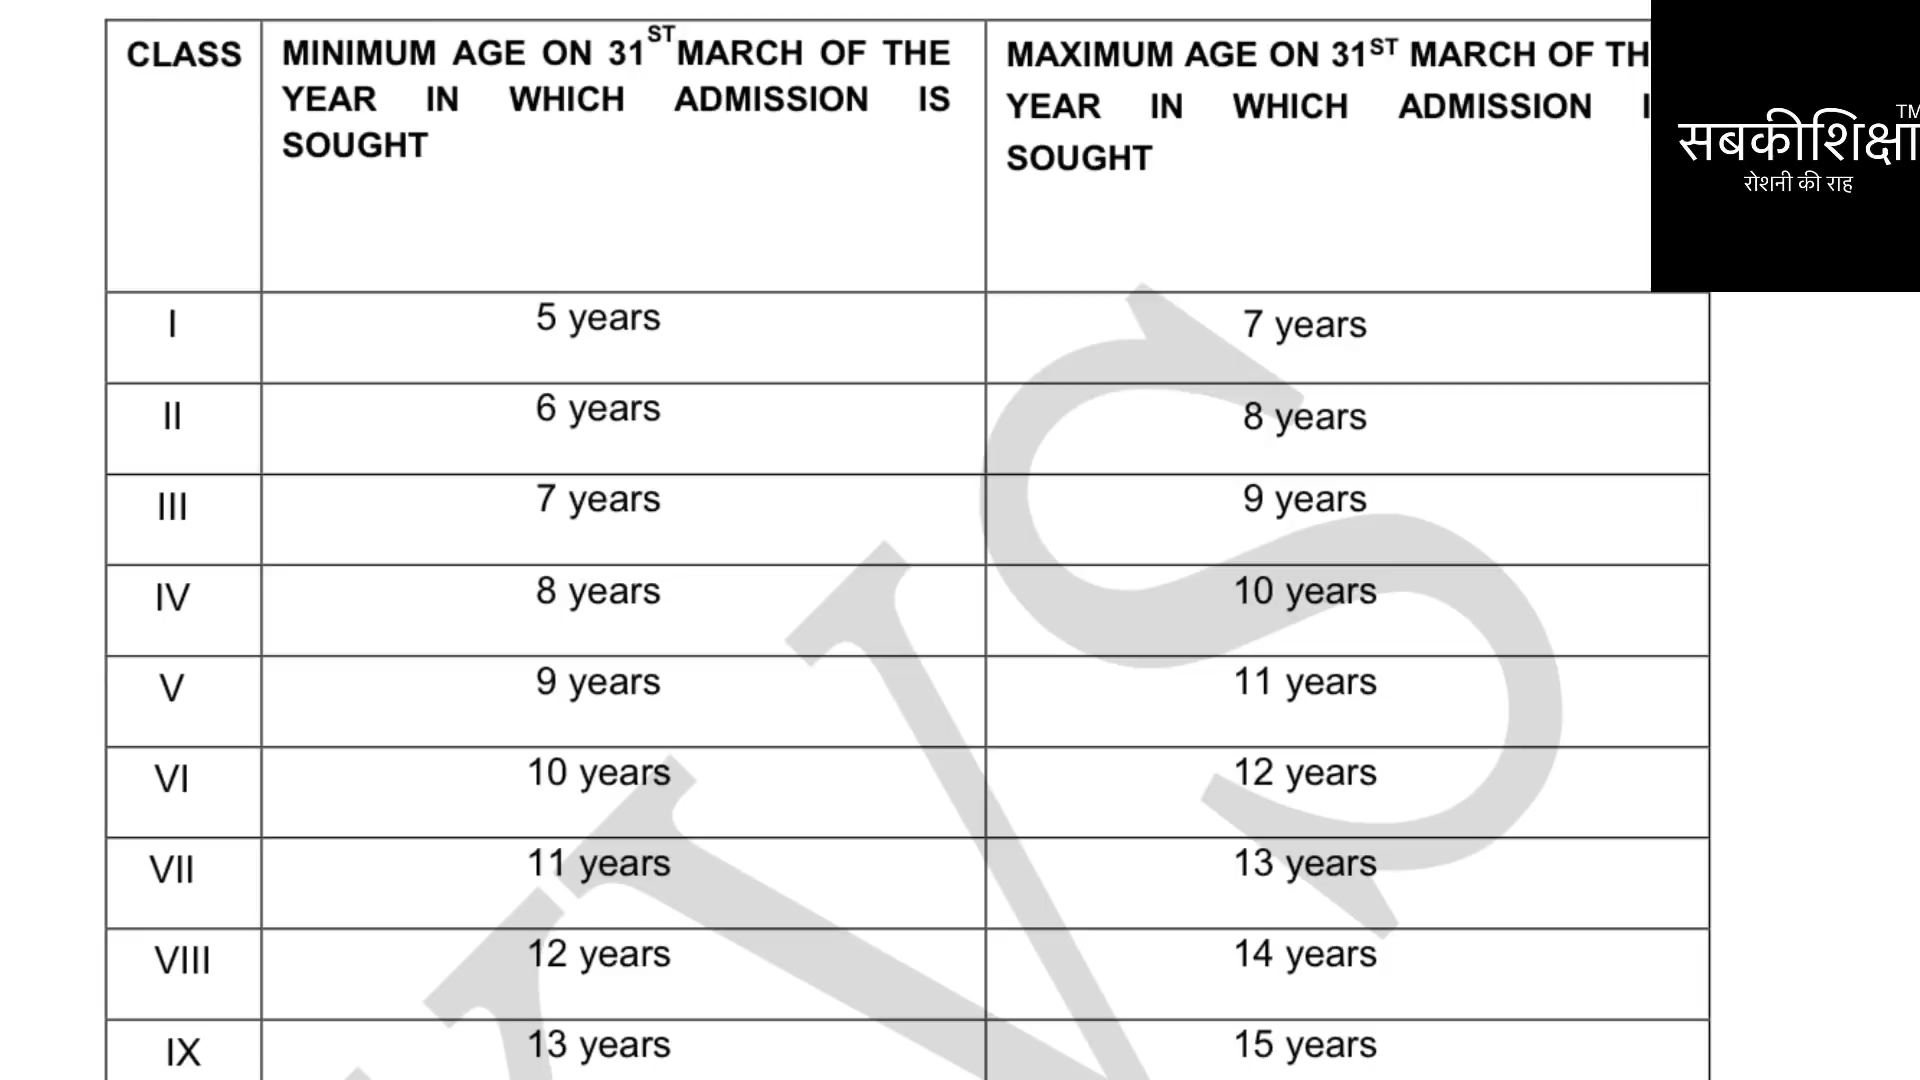 CLASS
MINIMUM AGE ON 31ST MARCH OF THE
YEAR IN WHICH ADMISSION IS
SOUGHT
MAXIMUM AGE ON 31ST MARCH OF TH
YEAR IN WHICH ADMISSION I
SOUGHT
TM
सबकीशिक्षा
रोशनी की राह
I 5 years 7 years
II 6 years 8 years
III 7 years 9 years
IV 8 years 10 years
V 9 years 11 years
VI 10 years 12 years
VII 11 years 13 years
VIII 12 years 14 years
IX 13 years 15 years
VS